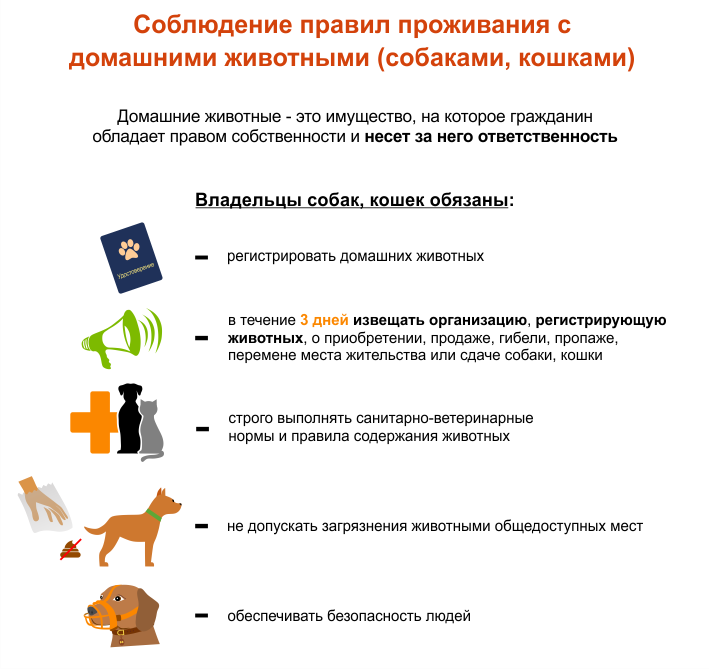 Соблюдение правил проживания с
домашними животными (собаками, кошками)
Домашние животные - это имущество, на которое гражданин
обладает правом собственности и несет за него ответственность
Владельцы собак, кошек обязаны:
Удостоверение
– регистрировать домашних животных
в течение 3 дней извещать организацию, регистрирующую
– животных, о приобретении, продаже, гибели, пропаже,
перемене места жительства или сдаче собаки, кошки
– строго выполнять санитарно-ветеринарные
нормы и правила содержания животных
– не допускать загрязнения животными общедоступных мест
– обеспечивать безопасность людей